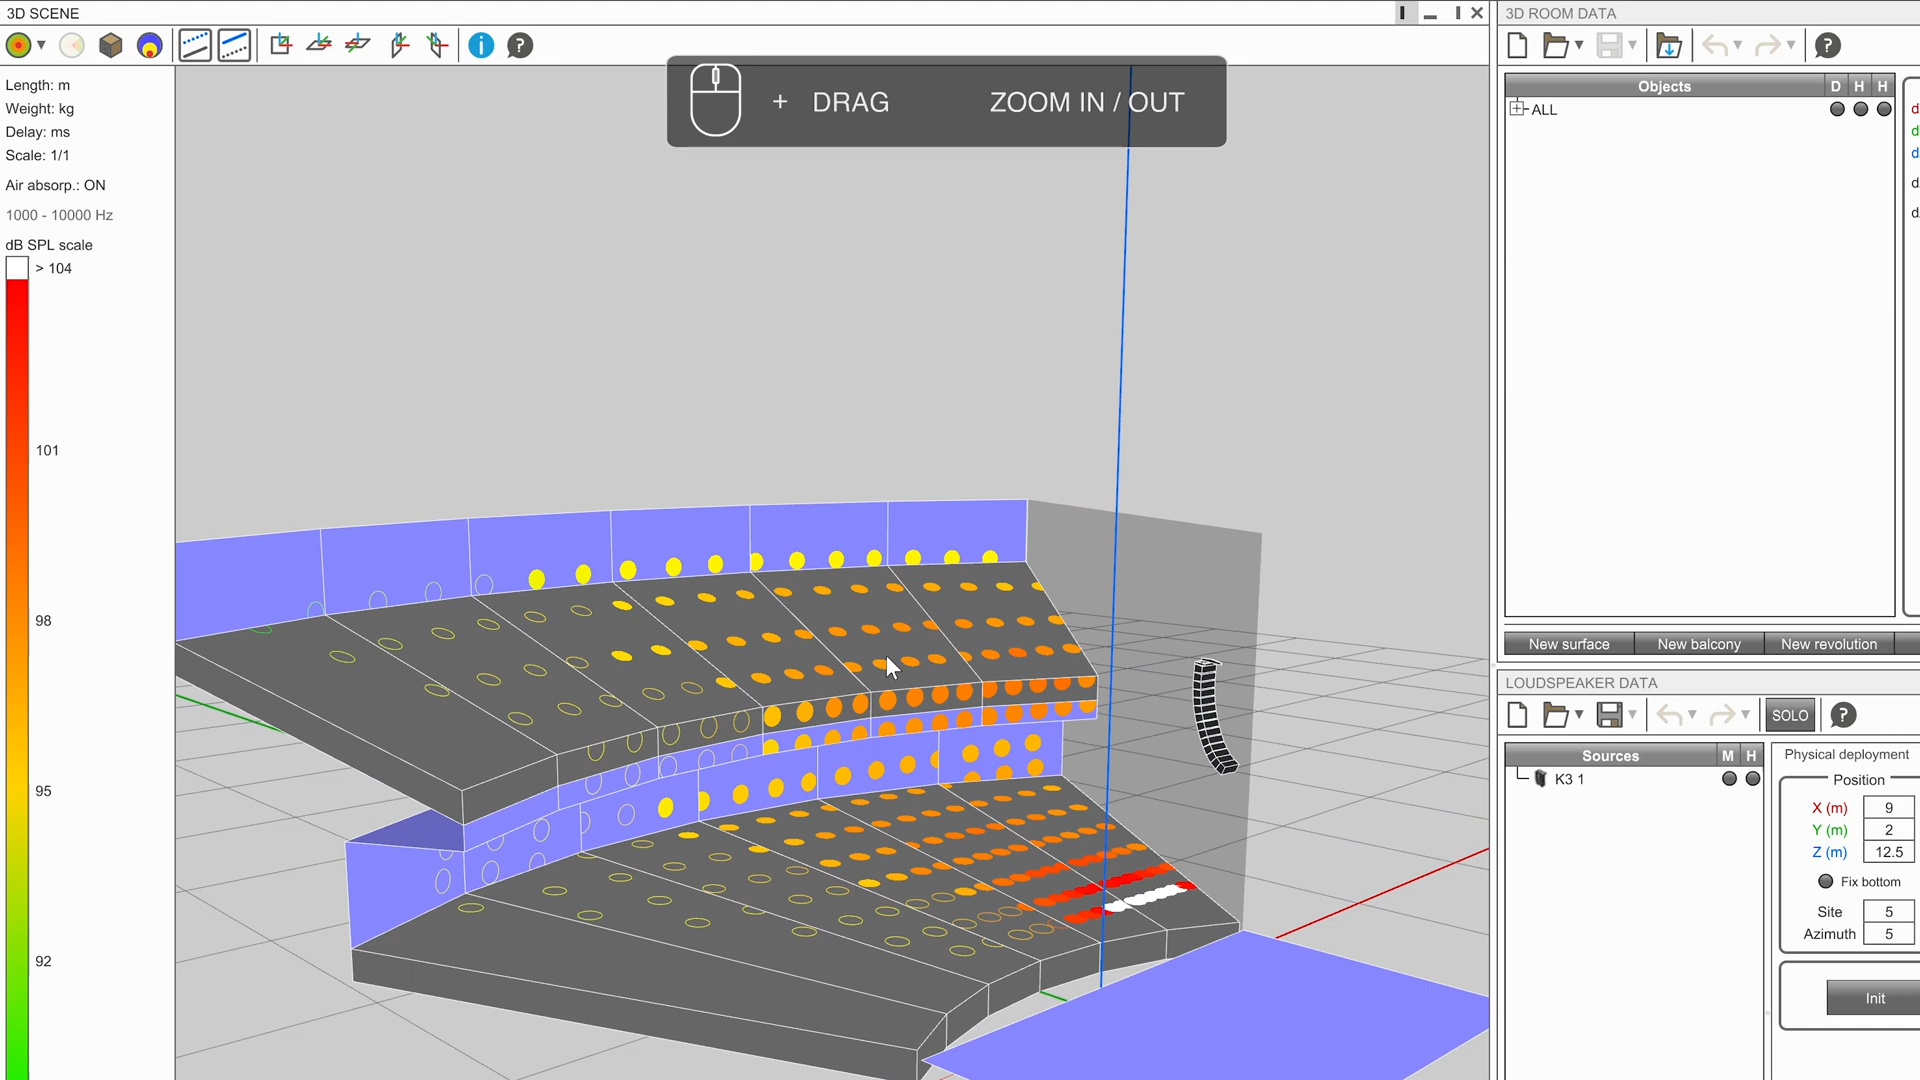 3D SCENE
Length: m
Weight: kg
Delay: ms
Scale: 1/1
Air absorp.: ON
1000 - 10000 Hz
dB SPL scale
> 104
101
98
95
92
+ DRAG ZOOM IN / OUT
3D ROOM DATA
Objects D H H
ALL
d
d
d
d
d
New surface New balcony New revolution
LOUDSPEAKER DATA
SOLO
Sources M H
K3 1
Physical deployment
Position
X (m) 9
Y (m) 2
Z (m) 12.5
Fix bottom
Site 5
Azimuth 5
Init